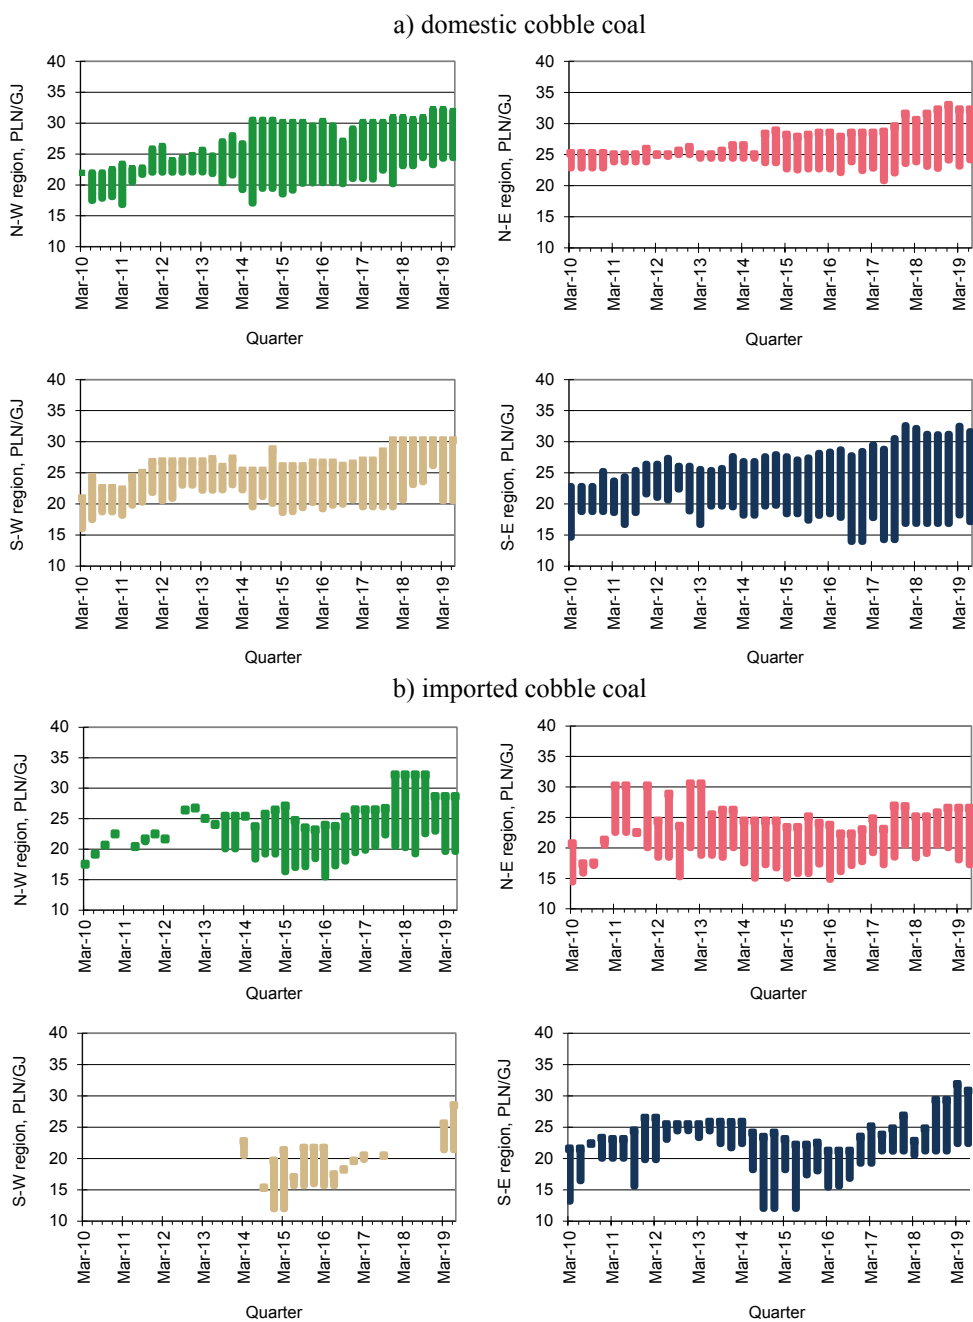 a) domestic cobble coal
N-W region, PLN/GJ
40
35
30
25
20
15
10
Mar-10
Mar-11
Mar-12
Mar-13
Mar-14
Mar-15
Mar-16
Mar-17
Mar-18
Mar-19
Quarter
N-E region, PLN/GJ
40
35
30
25
20
15
10
Mar-10
Mar-11
Mar-12
Mar-13
Mar-14
Mar-15
Mar-16
Mar-17
Mar-18
Mar-19
Quarter
S-W region, PLN/GJ
40
35
30
25
20
15
10
Mar-10
Mar-11
Mar-12
Mar-13
Mar-14
Mar-15
Mar-16
Mar-17
Mar-18
Mar-19
Quarter
S-E region, PLN/GJ
40
35
30
25
20
15
10
Mar-10
Mar-11
Mar-12
Mar-13
Mar-14
Mar-15
Mar-16
Mar-17
Mar-18
Mar-19
Quarter
b) imported cobble coal
N-W region, PLN/GJ
40
35
30
25
20
15
10
Mar-10
Mar-11
Mar-12
Mar-13
Mar-14
Mar-15
Mar-16
Mar-17
Mar-18
Mar-19
Quarter
N-E region, PLN/GJ
40
35
30
25
20
15
10
Mar-10
Mar-11
Mar-12
Mar-13
Mar-14
Mar-15
Mar-16
Mar-17
Mar-18
Mar-19
Quarter
S-W region, PLN/GJ
40
35
30
25
20
15
10
Mar-10
Mar-11
Mar-12
Mar-13
Mar-14
Mar-15
Mar-16
Mar-17
Mar-18
Mar-19
Quarter
S-E region, PLN/GJ
40
35
30
25
20
15
10
Mar-10
Mar-11
Mar-12
Mar-13
Mar-14
Mar-15
Mar-16
Mar-17
Mar-18
Mar-19
Quarter